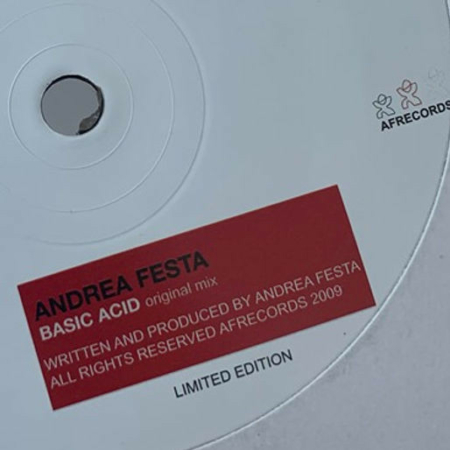 AFRECORDS
ANDREA FESTA
BASIC ACID original mix
WRITTEN AND PRODUCED BY ANDREA FESTA
ALL RIGHTS RESERVED AFRECORDS 2009
LIMITED EDITION